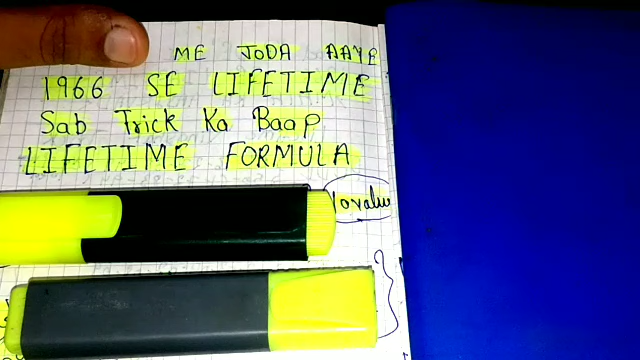 ME JODA AAYE
1966 SE LIFETIME
Sab Trick Ka Baap
LIFETIME FORMULA